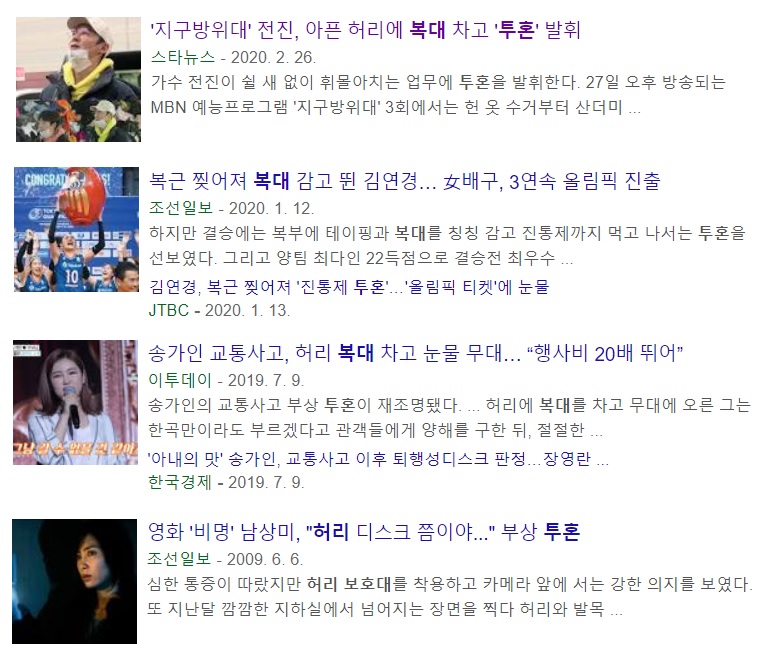 '지구방위대' 전진, 아픈 허리에 복대 차고 '투혼' 발휘
스타뉴스 - 2020. 2. 26.
가수 전진이 쉴 새 없이 휘몰아치는 업무에 투혼을 발휘한다. 27일 오후 방송되는
MBN 예능프로그램 '지구방위대' 3회에서는 헌 옷 수거부터 산더미 ...
복근 찢어져 복대 감고 뛴 김연경... 女배구, 3연속 올림픽 진출
조선일보 - 2020. 1. 12.
하지만 결승에는 복부에 테이핑과 복대를 칭칭 감고 진통제까지 먹고 나서는 투혼을
선보였다. 그리고 양팀 최다인 22득점으로 결승전 최우수 ...
김연경, 복근 찢어져 '진통제 투혼'...'올림픽 티켓'에 눈물
JTBC - 2020. 1. 13.
10
송가인 교통사고, 허리 복대 차고 눈물 무대... “행사비 20배 뛰어”
이투데이 - 2019. 7. 9.
송가인의 교통사고 부상 투혼이 재조명됐다. ... 허리에 복대를 차고 무대에 오른 그는
한곡만이라도 부르겠다고 관객들에게 양해를 구한 뒤, 절절한 ...
'아내의 맛' 송가인, 교통사고 이후 퇴행성디스크 판정...장영란 ...
한국경제 - 2019. 7. 9.
영화 '비명' 남상미, "허리 디스크 쯤이야..." 부상 투혼
조선일보 - 2009. 6. 6.
심한 통증이 따랐지만 허리 보호대를 착용하고 카메라 앞에 서는 강한 의지를 보였다.
또 지난달 깜깜한 지하실에서 넘어지는 장면을 찍다 허리와 발목 ...